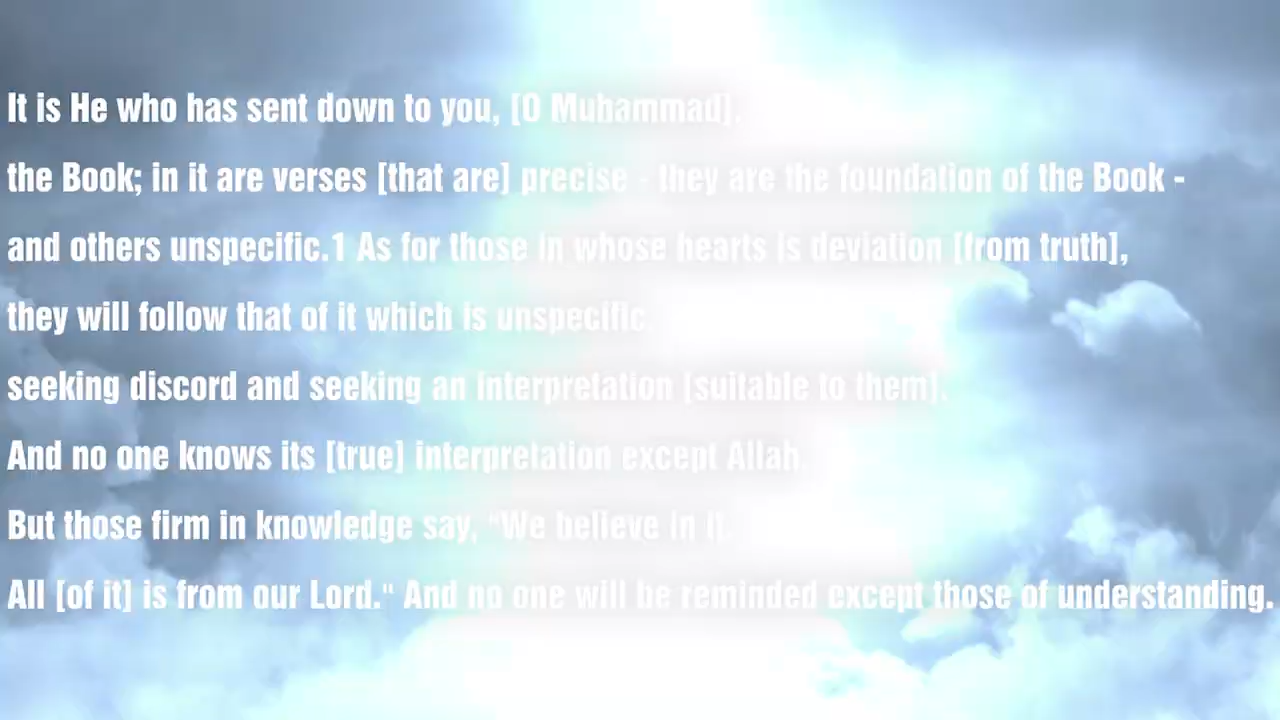 It is He who has sent down to you, [O Muhammad],
the Book; in it are verses [that are] precise - they are the foundation of the Book -
and others unspecific.1 As for those in whose hearts is deviation [from truth],
they will follow that of it which is unspecific,
seeking discord and seeking an interpretation [suitable to them].
And no one knows its [true] interpretation except Allah.
But those firm in knowledge say, "We believe in it.
All [of it] is from our Lord." And no one will be reminded except those of understanding.